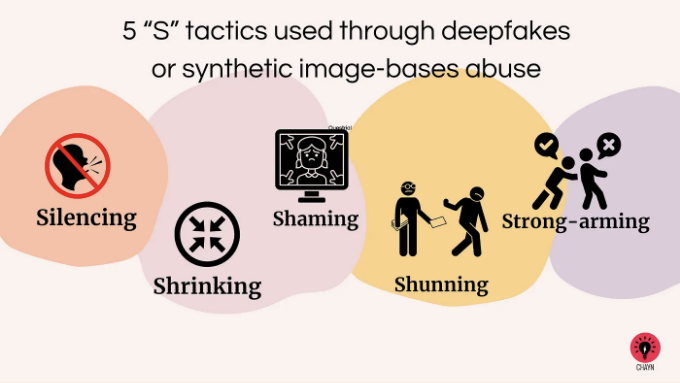 5 “S” tactics used through deepfakes
or synthetic image-bases abuse
Silencing
Shrinking
Shaming
Shunning
Strong-arming
CHAYN